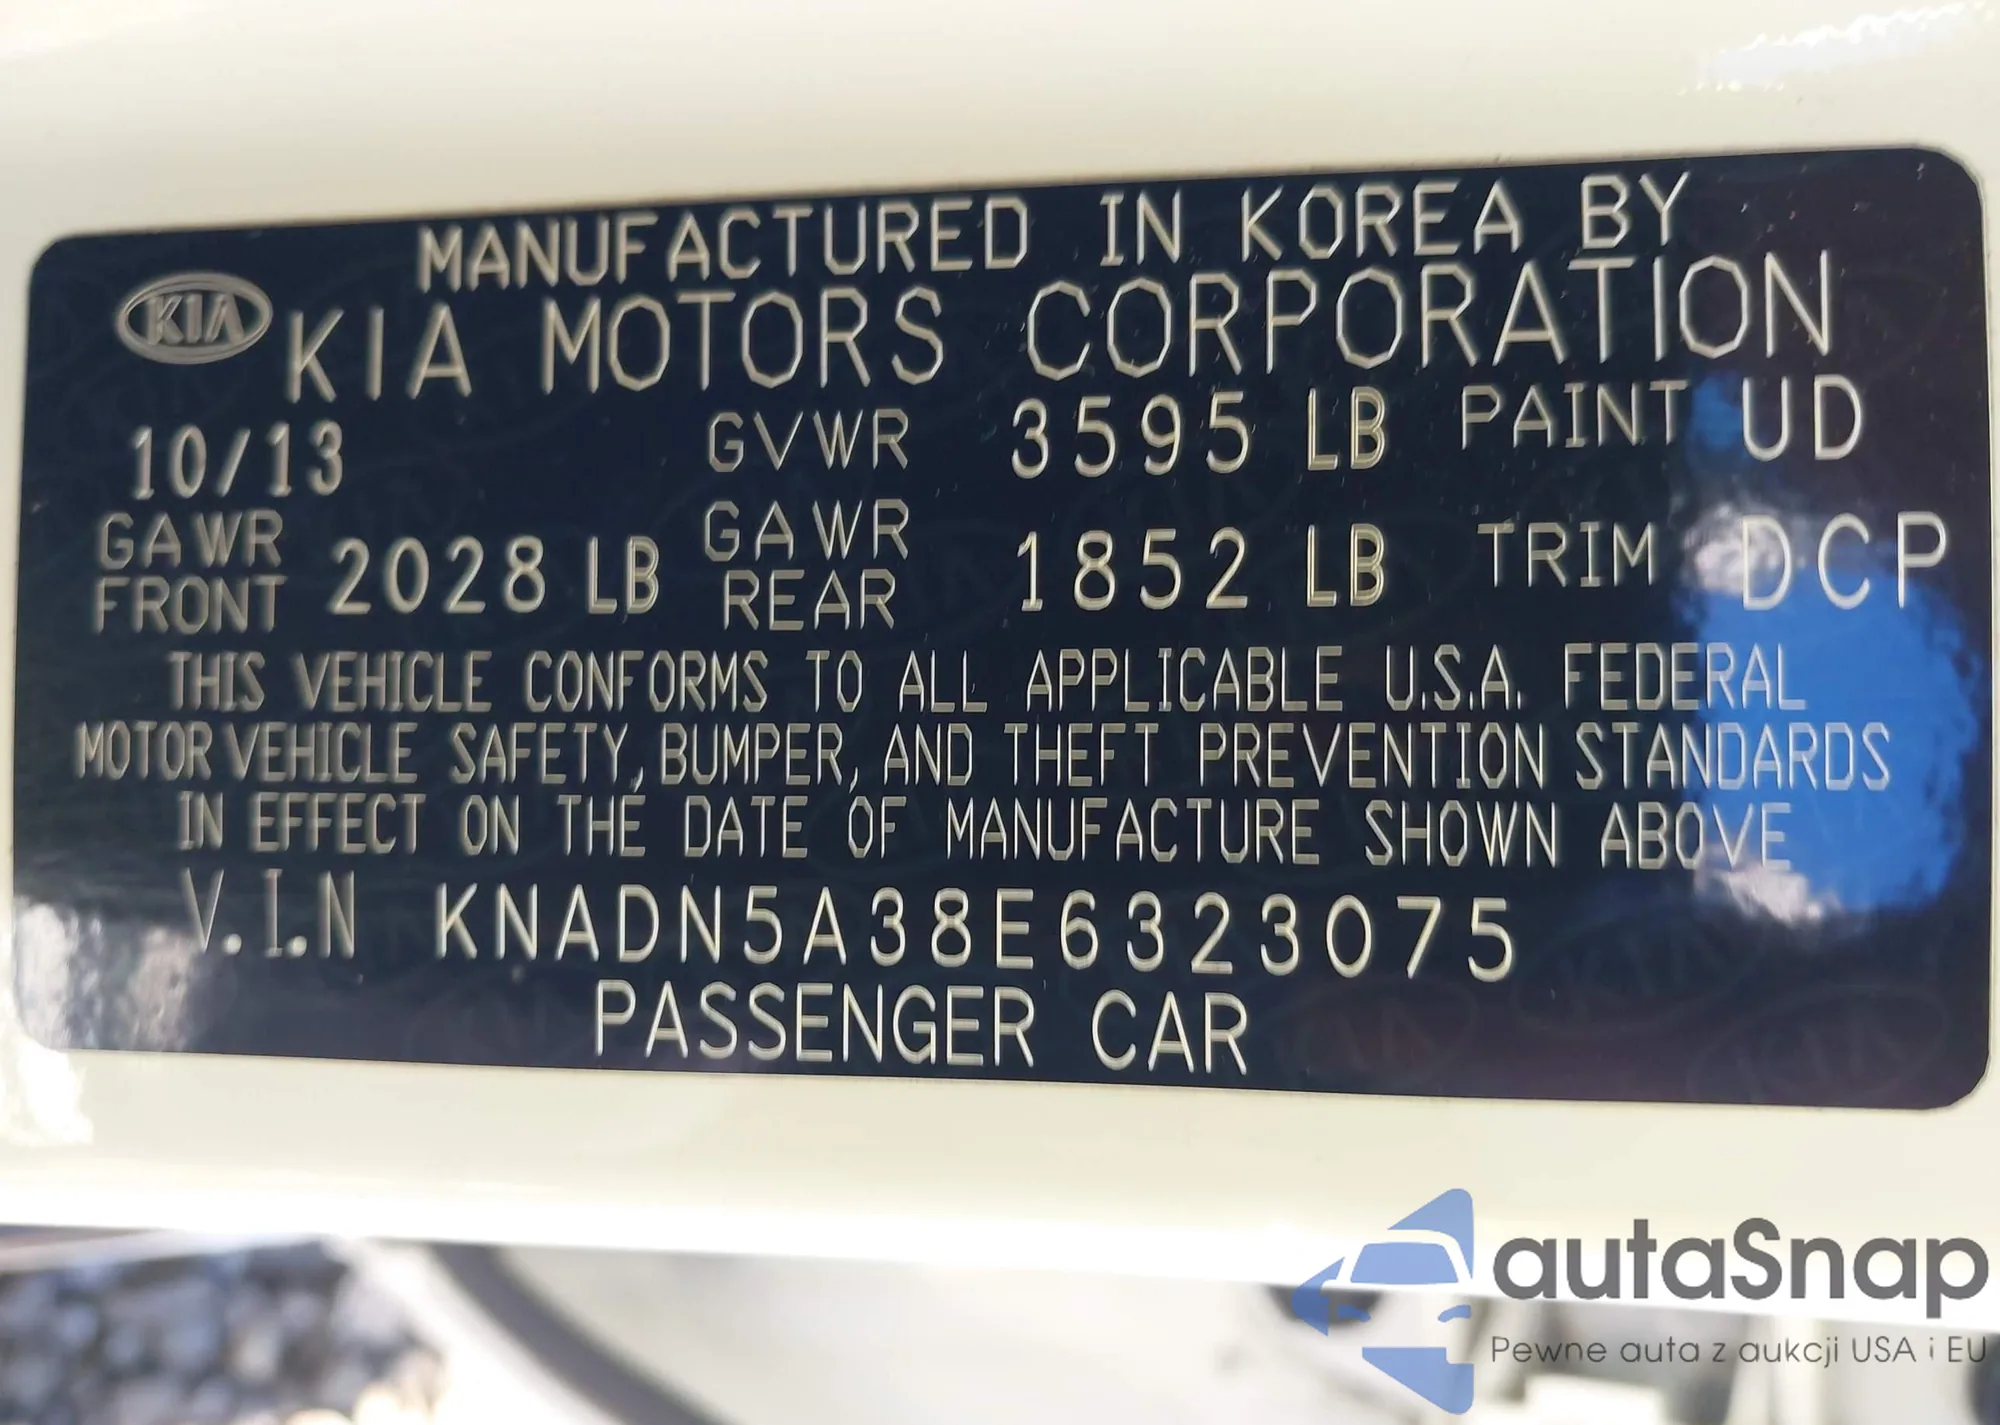 MANUFACTURED IN KOREA BY
KIA KIA MOTORS CORPORATION
10/13 GVWR 3595 LB PAINT UD
GAWR FRONT 2028 LB GAWR REAR 1852 LB TRIM DCP
THIS VEHICLE CONFORMS TO ALL APPLICABLE U.S.A. FEDERAL
MOTOR VEHICLE SAFETY, BUMPER, AND THEFT PREVENTION STANDARDS
IN EFFECT ON THE DATE OF MANUFACTURE SHOWN ABOVE
V.I.N KNADN5A38E6323075
PASSENGER CAR
autaSnap
Pewne auta z aukcji USA i EU